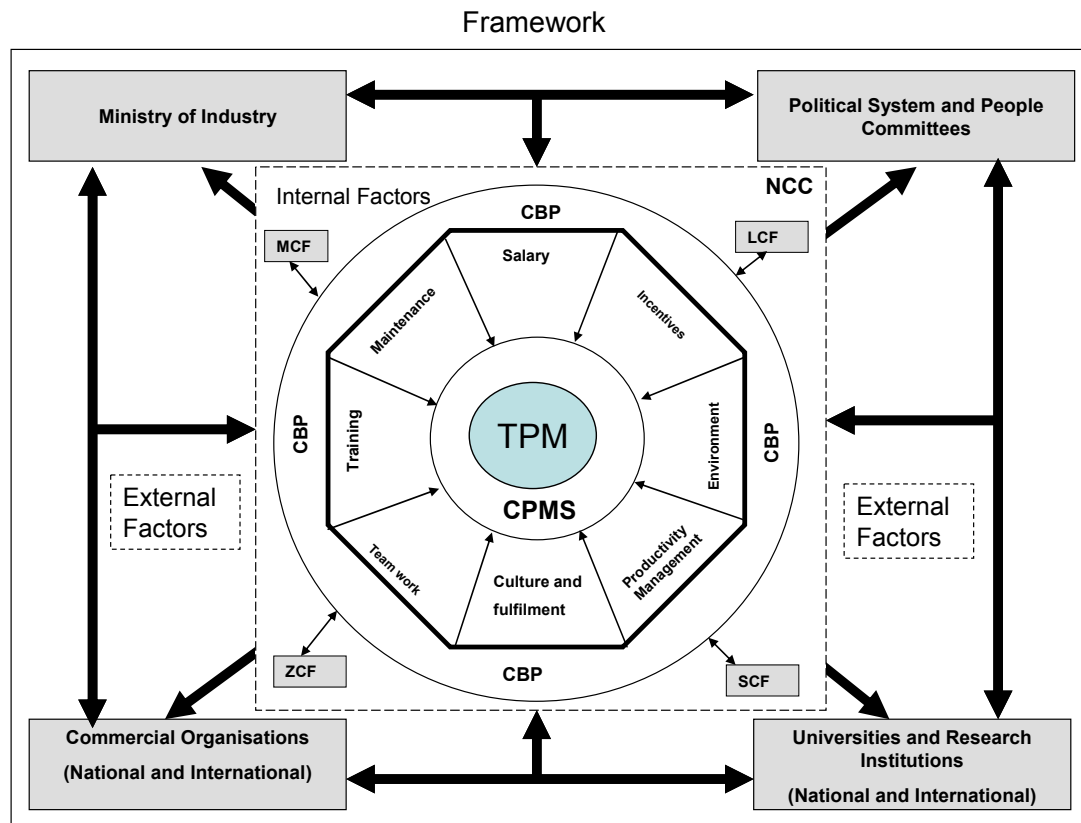 Framework
Ministry of Industry
Political System and People
Committees
Internal Factors
NCC
CBP
MCF
LCF
Salary
Maintenance
Incentives
CBP
Training
TPM
CPMS
Environment
CBP
External
Factors
External
Factors
Team work
Culture and
fulfilment
Productivity
Management
ZCF
CBP
SCF
Commercial Organisations
(National and International)
Universities and Research
Institutions
(National and International)